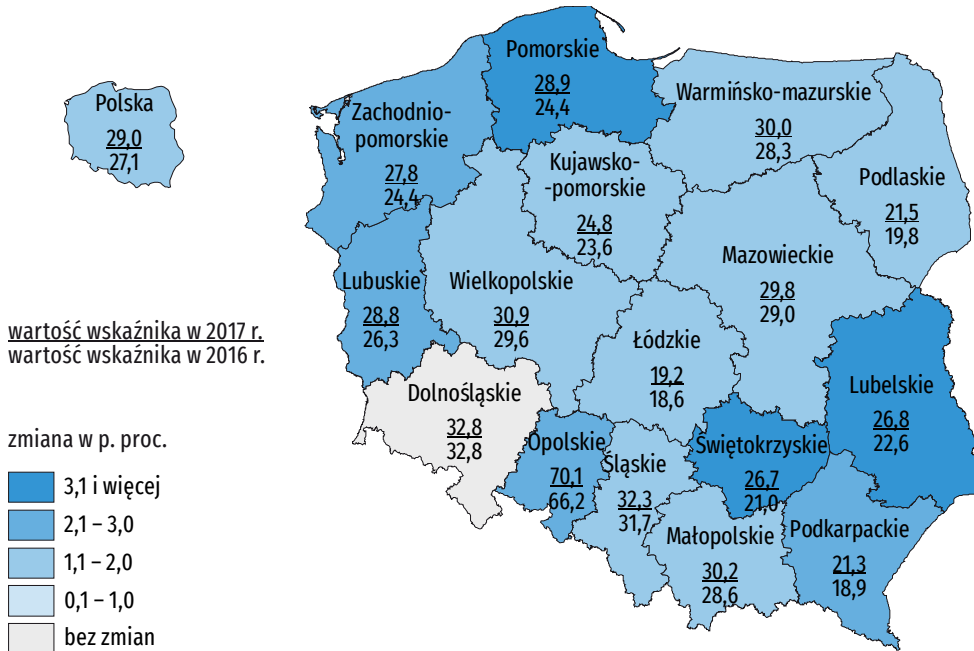 Polska
29,0
27,1
Pomorskie
28,9
24,4
Warmińsko-mazurskie
30,0
28,3
Zachodnio-
pomorskie
27,8
24,4
Kujawsko-
-pomorskie
24,8
23,6
Podlaskie
21,5
19,8
Mazowieckie
29,8
29,0
Lubuskie
28,8
26,3
Wielkopolskie
30,9
29,6
Łódzkie
19,2
18,6
Lubelskie
26,8
22,6
Dolnośląskie
32,8
32,8
Opolskie
70,1
66,2
Śląskie
32,3
31,7
Świętokrzyskie
26,7
21,0
Małopolskie
30,2
28,6
Podkarpackie
21,3
18,9
wartość wskaźnika w 2017 r.
wartość wskaźnika w 2016 r.
zmiana w p. proc.
3,1 i więcej
2,1 – 3,0
1,1 – 2,0
0,1 – 1,0
bez zmian